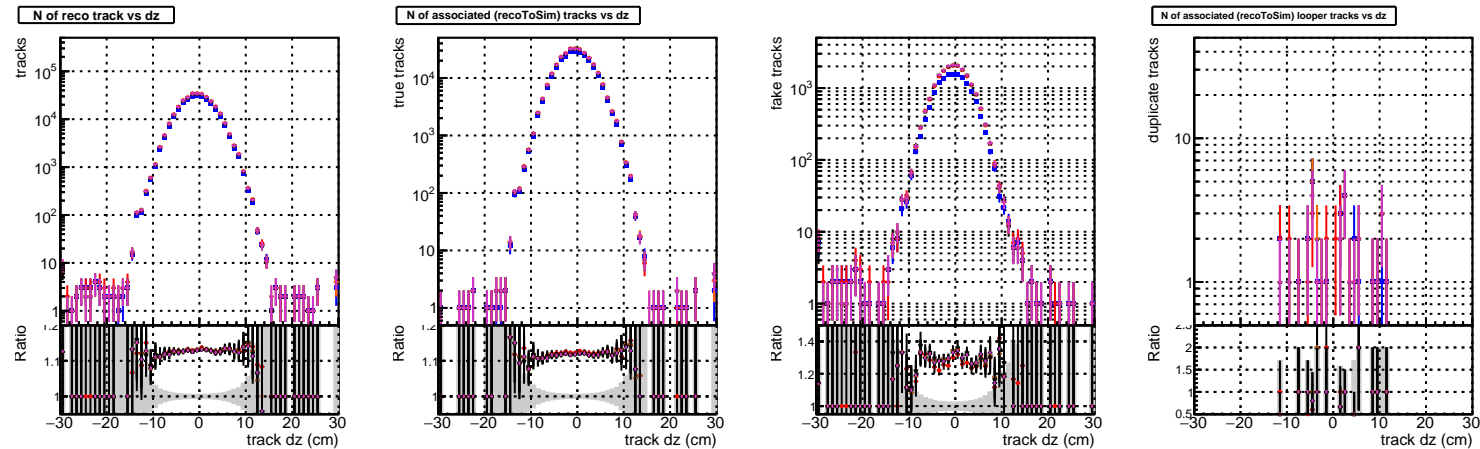 N of reco track vs dz
tracks
10^5
10^4
10^3
10^2
10
1
Ratio
1.2
1.1
1
−30 −20 −10 0 10 20 30
track dz (cm)
N of associated (recoToSim) tracks vs dz
true tracks
10^4
10^3
10^2
10
1
Ratio
1.2
1.1
1
−30 −20 −10 0 10 20 30
track dz (cm)
fake tracks
10^3
10^2
10
1
Ratio
1.4
1.2
1
−30 −20 −10 0 10 20 30
track dz (cm)
N of associated (recoToSim) looper tracks vs dz
duplicate tracks
10
1
Ratio
2.5
2
1.5
1
0.5
−30 −20 −10 0 10 20 30
track dz (cm)